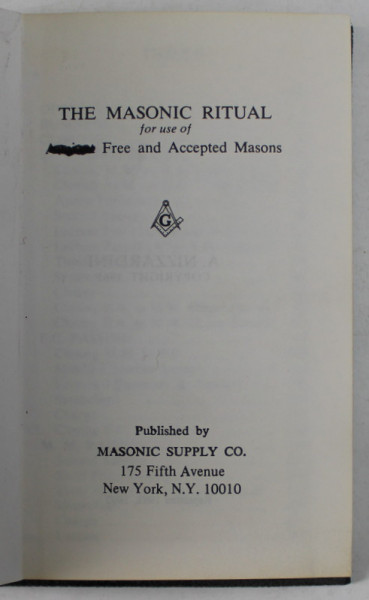 THE MASONIC RITUAL
for use of
Free and Accepted Masons
G
Published by
MASONIC SUPPLY CO.
175 Fifth Avenue
New York, N.Y. 10010